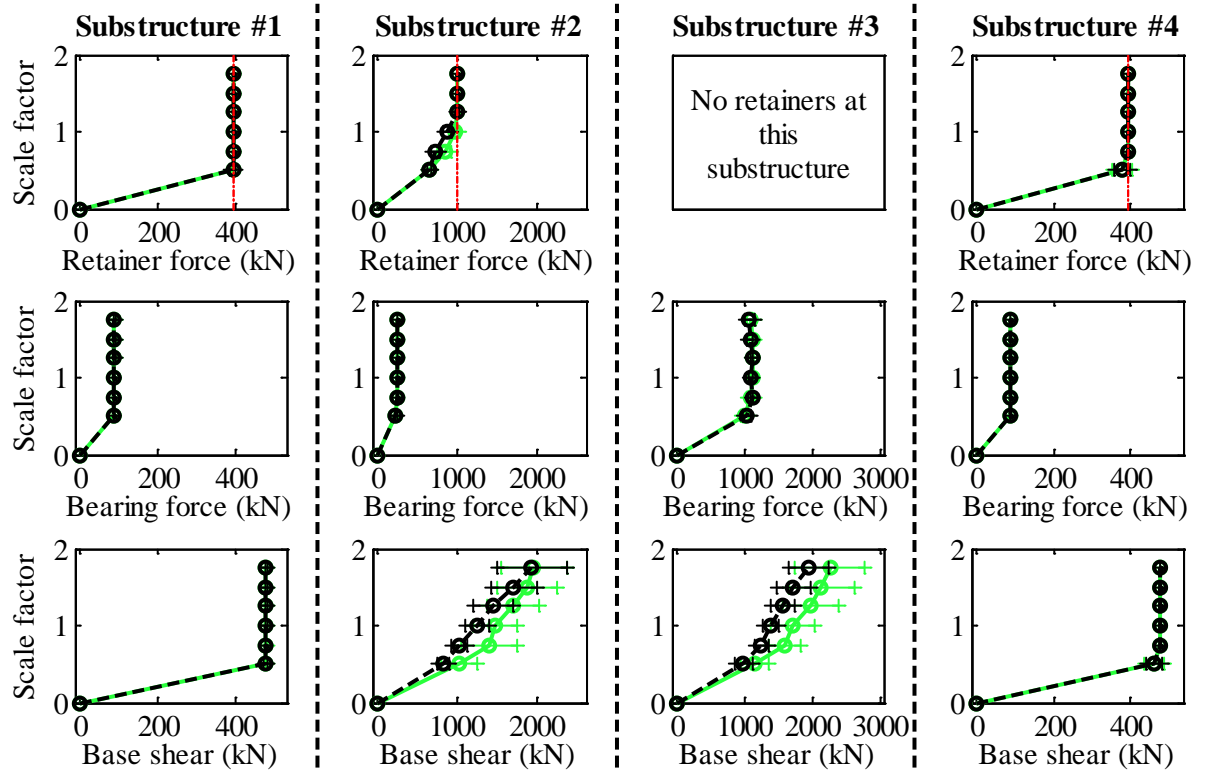 Substructure #1 Substructure #2 Substructure #3 Substructure #4
Scale factor
2
1
0
0 200 400
Retainer force (kN)
2
1
0
0 1000 2000
Retainer force (kN)
No retainers at
this
substructure
2
1
0
0 200 400
Retainer force (kN)
Scale factor
2
1
0
0 200 400
Bearing force (kN)
2
1
0
0 1000 2000
Bearing force (kN)
2
1
0
0 1000 2000 3000
Bearing force (kN)
2
1
0
0 200 400
Bearing force (kN)
Scale factor
2
1
0
0 200 400
Base shear (kN)
2
1
0
0 1000 2000
Base shear (kN)
2
1
0
0 1000 2000 3000
Base shear (kN)
2
1
0
0 200 400
Base shear (kN)